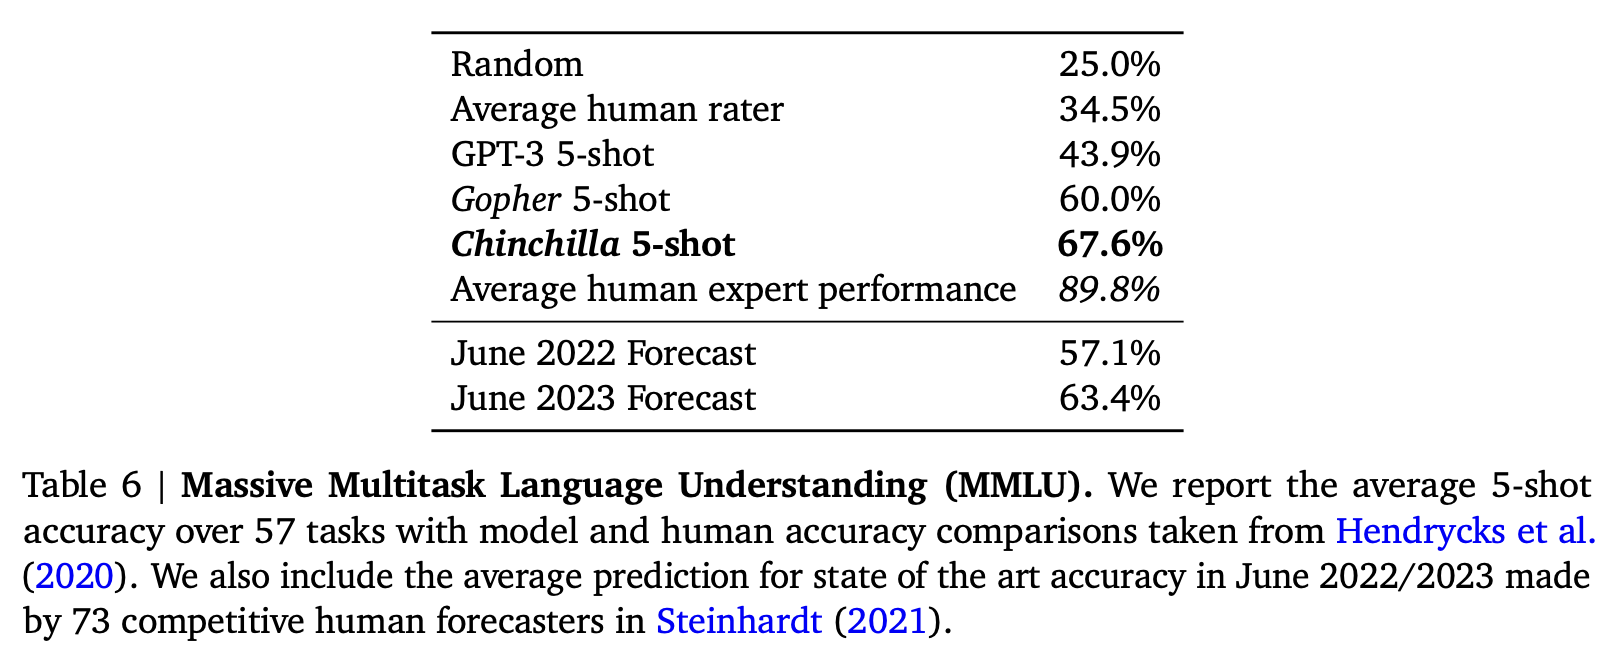 Random 25.0%
Average human rater 34.5%
GPT-3 5-shot 43.9%
Gopher 5-shot 60.0%
Chinchilla 5-shot 67.6%
Average human expert performance 89.8%
June 2022 Forecast 57.1%
June 2023 Forecast 63.4%
Table 6 | Massive Multitask Language Understanding (MMLU). We report the average 5-shot
accuracy over 57 tasks with model and human accuracy comparisons taken from Hendrycks et al.
(2020). We also include the average prediction for state of the art accuracy in June 2022/2023 made
by 73 competitive human forecasters in Steinhardt (2021).